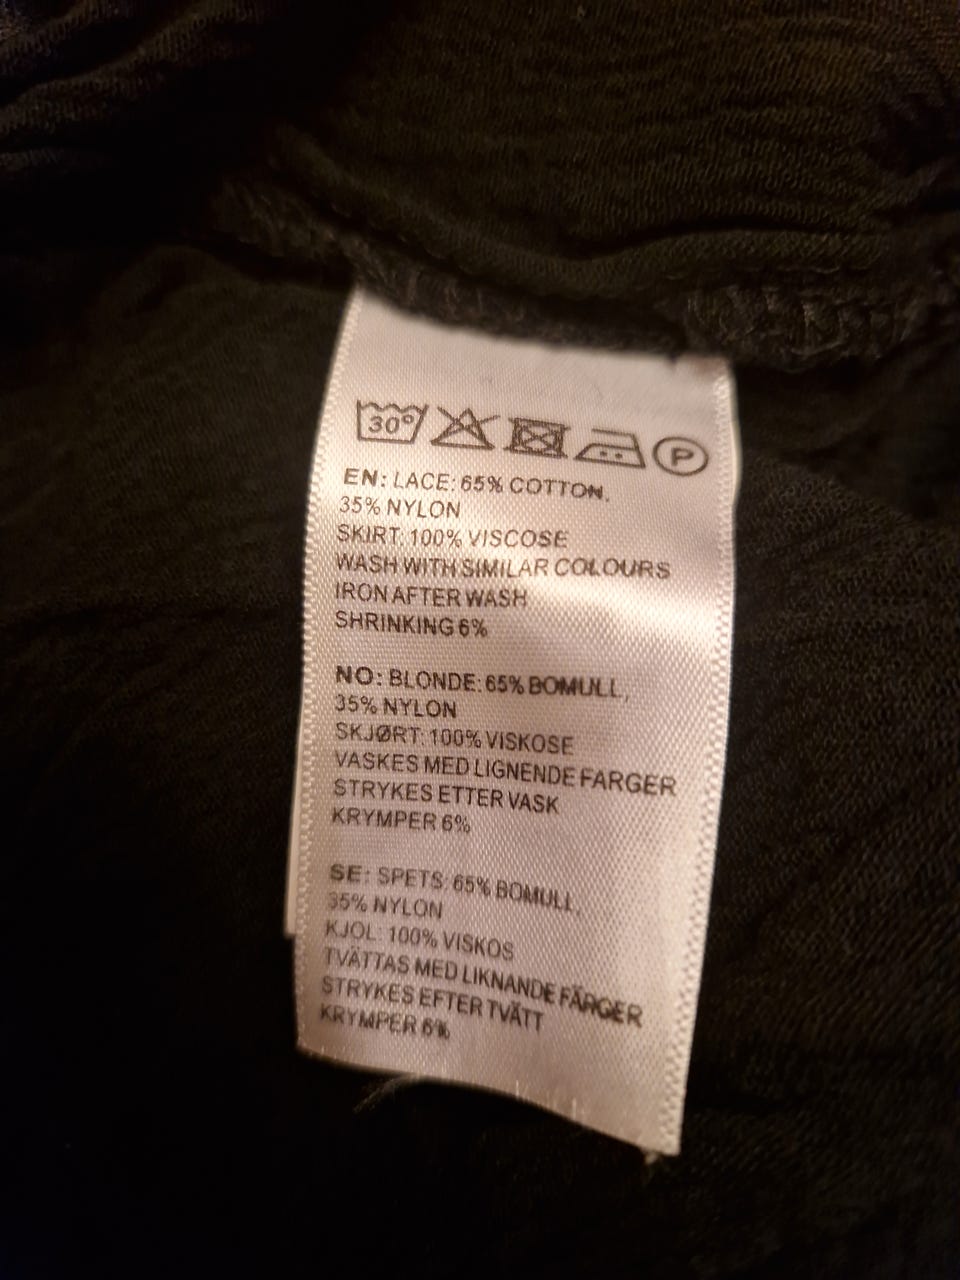 30° P
EN: LACE: 65% COTTON,
35% NYLON
SKIRT: 100% VISCOSE
WASH WITH SIMILAR COLOURS
IRON AFTER WASH
SHRINKING 6%
NO: BLONDE: 65% BOMULL,
35% NYLON
SKJØRT: 100% VISKOSE
VASKES MED LIGNENDE FARGER
STRYKES ETTER VASK
KRYMPER 6%
SE: SPETS: 65% BOMULL,
35% NYLON
KJOL: 100% VISKOS
TVÄTTAS MED LIKNANDE FÄRGER
STRYKES EFTER TVÄTT
KRYMPER 6%